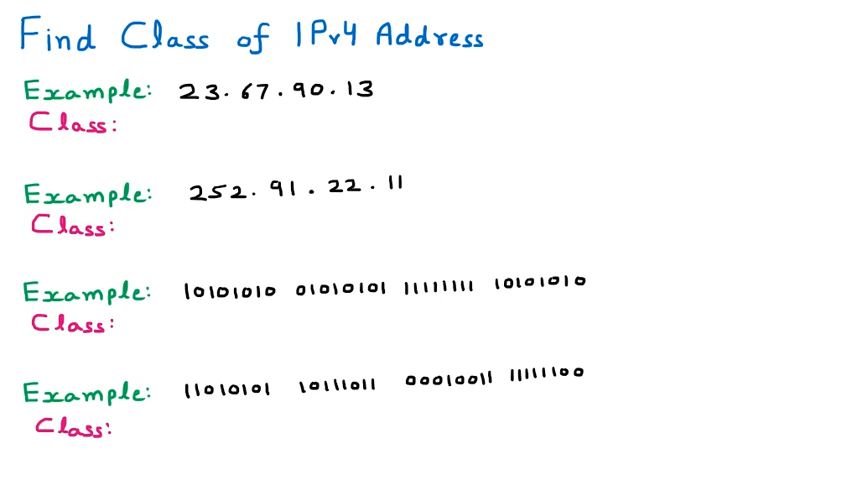 Find Class of IPv4 Address
Example: 23.67.90.13
Class:
Example: 252.91.22.11
Class:
Example: 10101010 01010101 11111111 10101010
Class:
Example: 11010101 10111011 00010011 11111100
Class: